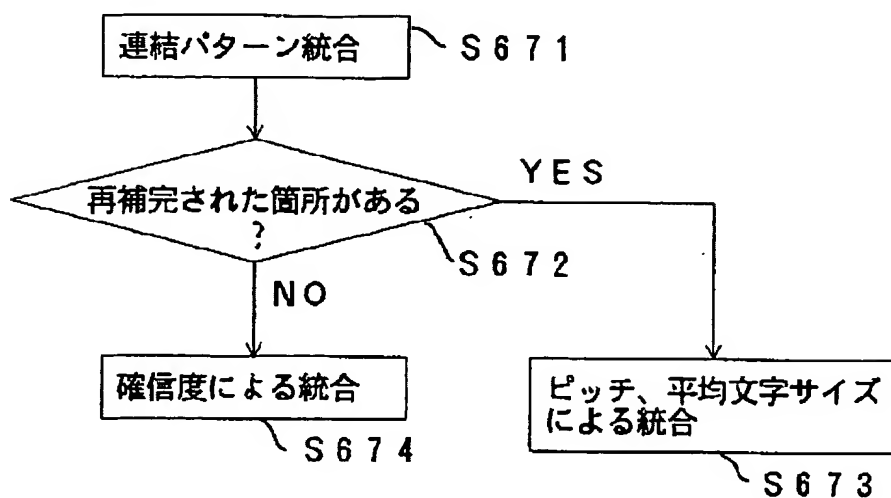 連結パターン統合
S671
再補完された箇所がある
?
YES
S672
NO
確信度による統合
S674
ピッチ、平均文字サイズ
による統合
S673